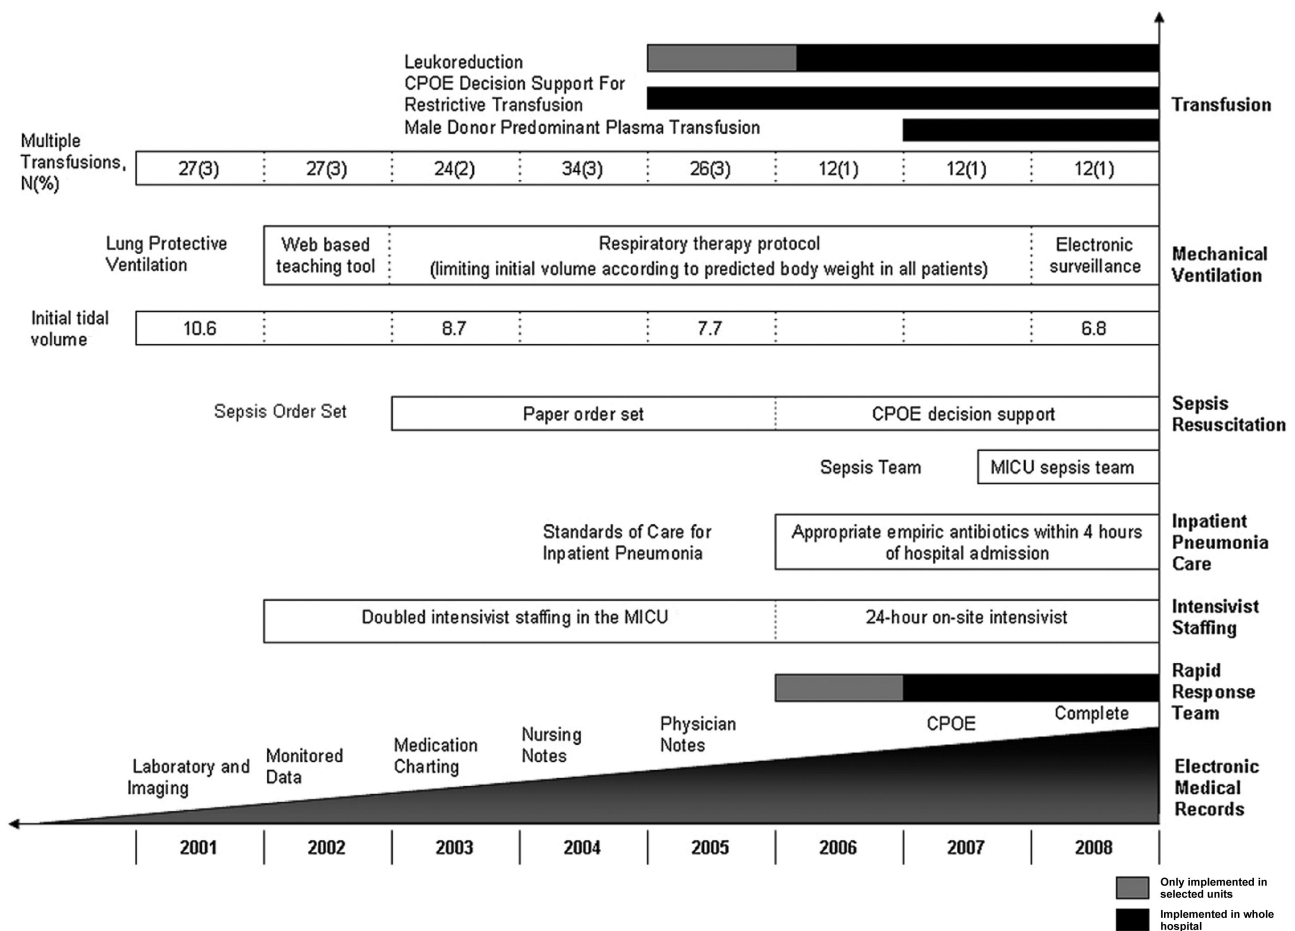 Leukoreduction
CPOE Decision Support For
Restrictive Transfusion
Transfusion
Male Donor Predominant Plasma Transfusion
Multiple
Transfusions,
N(%)
27(3) 27(3) 24(2) 34(3) 26(3) 12(1) 12(1) 12(1)
Lung Protective
Ventilation
Web based
teaching tool
Respiratory therapy protocol
(limiting initial volume according to predicted body weight in all patients)
Electronic
surveillance
Mechanical
Ventilation
Initial tidal
volume
10.6 8.7 7.7 6.8
Sepsis Order Set
Paper order set
CPOE decision support
Sepsis
Resuscitation
Sepsis Team
MICU sepsis team
Standards of Care for
Inpatient Pneumonia
Appropriate empiric antibiotics within 4 hours
of hospital admission
Inpatient
Pneumonia
Care
Doubled intensivist staffing in the MICU
24-hour on-site intensivist
Intensivist
Staffing
Rapid
Response
Team
Laboratory and
Imaging
Monitored
Data
Medication
Charting
Nursing
Notes
Physician
Notes
CPOE
Complete
Electronic
Medical
Records
2001 2002 2003 2004 2005 2006 2007 2008
Only implemented in
selected units
Implemented in whole
hospital